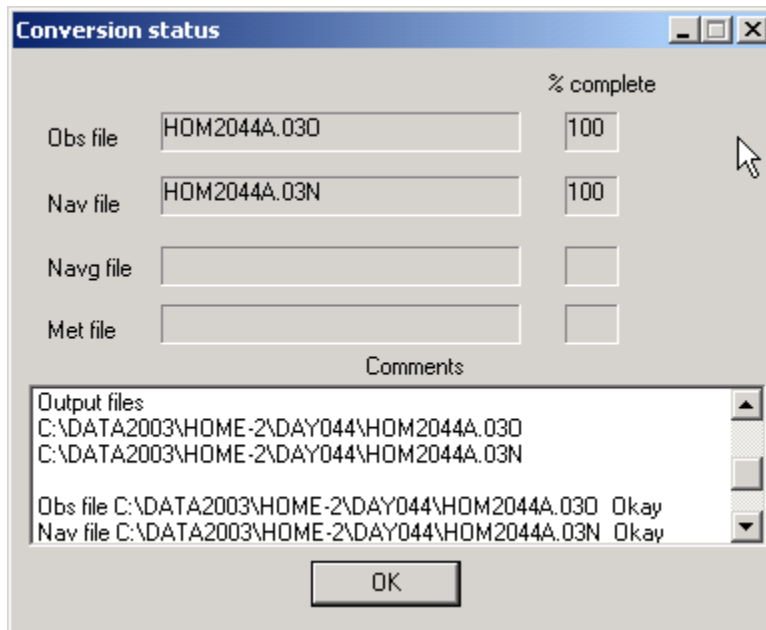 Conversion status
% complete
Obs file HOM2044A.03O 100
Nav file HOM2044A.03N 100
Navg file
Met file
Comments
Output files
C:\DATA2003\HOME-2\DAY044\HOM2044A.03O
C:\DATA2003\HOME-2\DAY044\HOM2044A.03N
Obs file C:\DATA2003\HOME-2\DAY044\HOM2044A.03O Okay
Nav file C:\DATA2003\HOME-2\DAY044\HOM2044A.03N Okay
OK